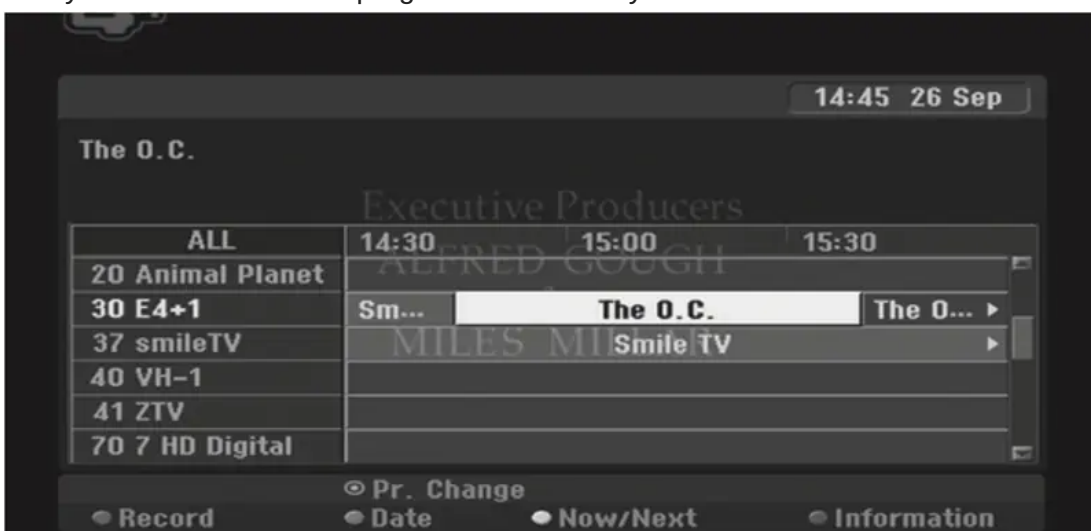 14:45 26 Sep
The O.C.
Executive Producers
ALL 14:30 15:00 15:30
ALFRED GOUGH
20 Animal Planet
30 E4+1 Sm... The O.C. The O...
MILES
37 smileTV Smile TV
40 VH-1
41 ZTV
70 7 HD Digital
Pr. Change
Record Date Now/Next Information